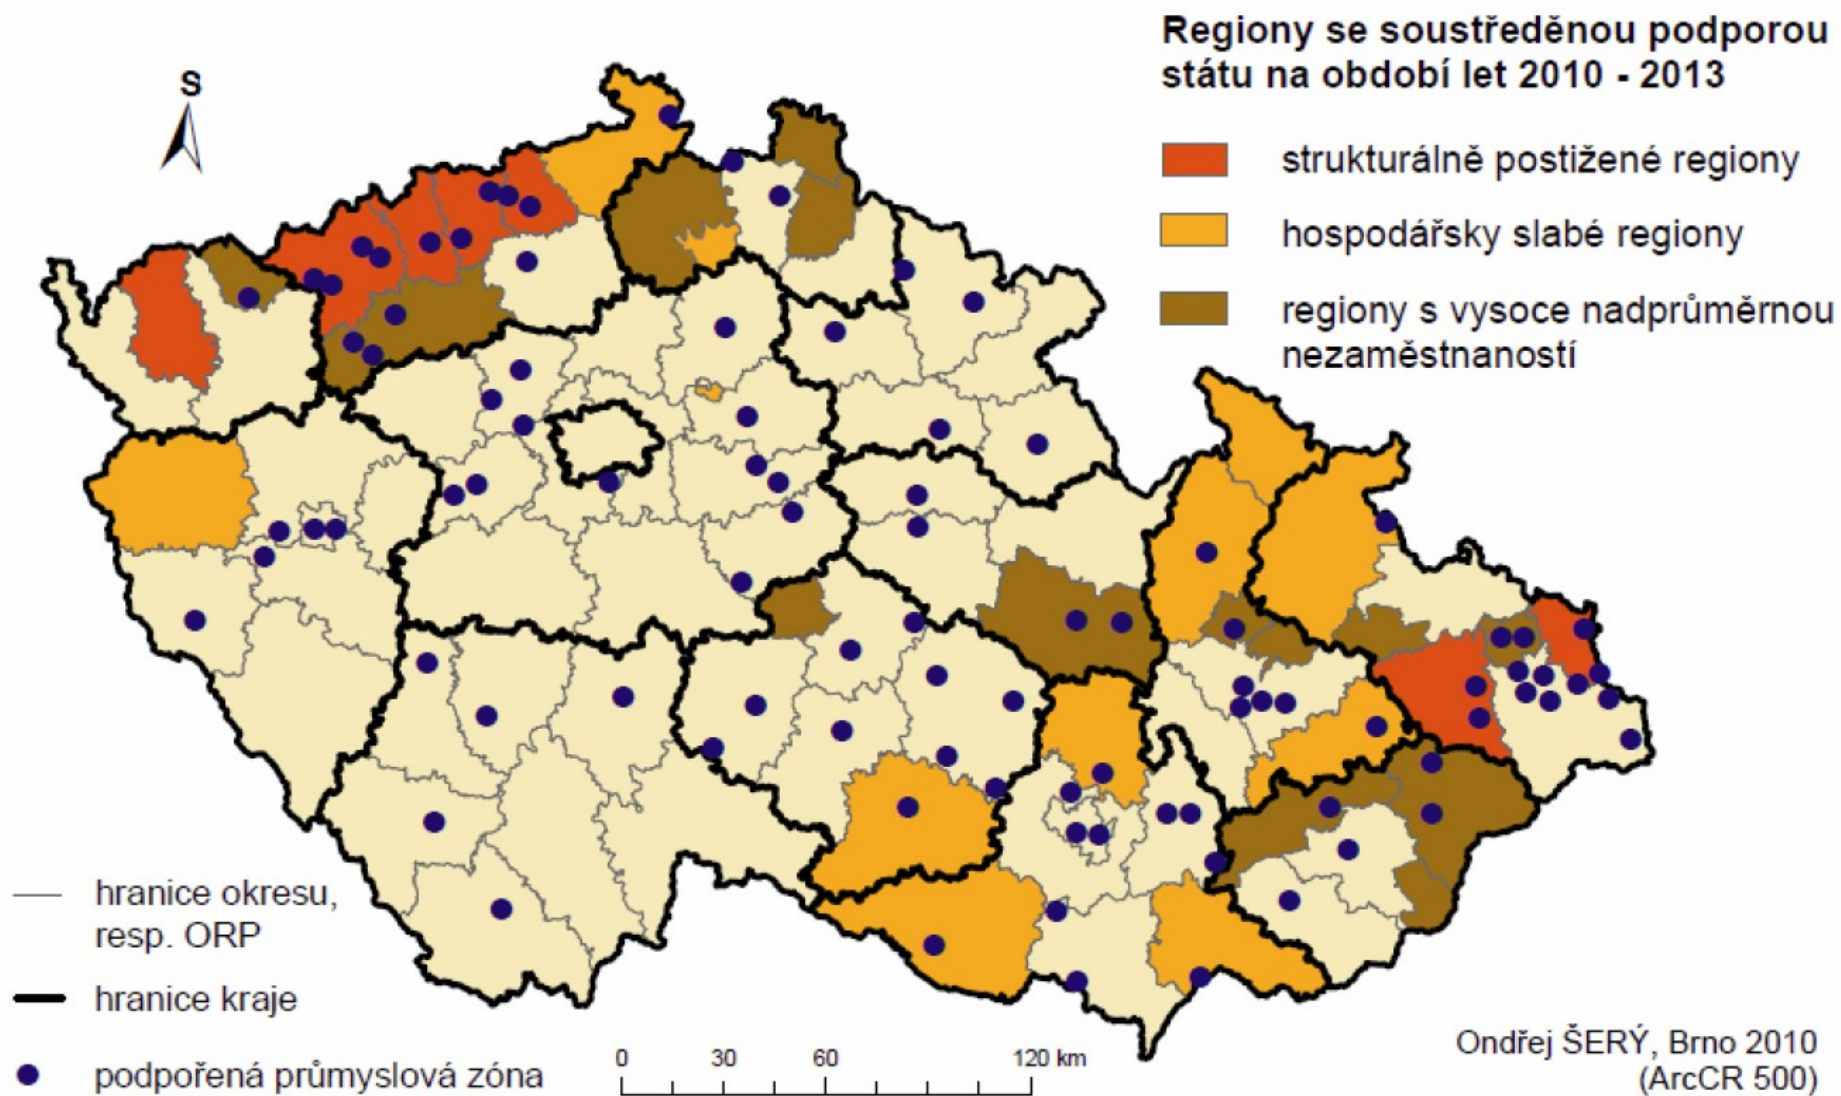 Regiony se soustředěnou podporou
státu na období let 2010 - 2013
S
strukturálně postižené regiony
hospodářsky slabé regiony
regiony s vysoce nadprůměrnou
nezaměstnaností
hranice okresu,
resp. ORP
hranice kraje
podpořená průmyslová zóna
0 30 60 120 km
Ondřej ŠERÝ, Brno 2010
(ArcCR 500)